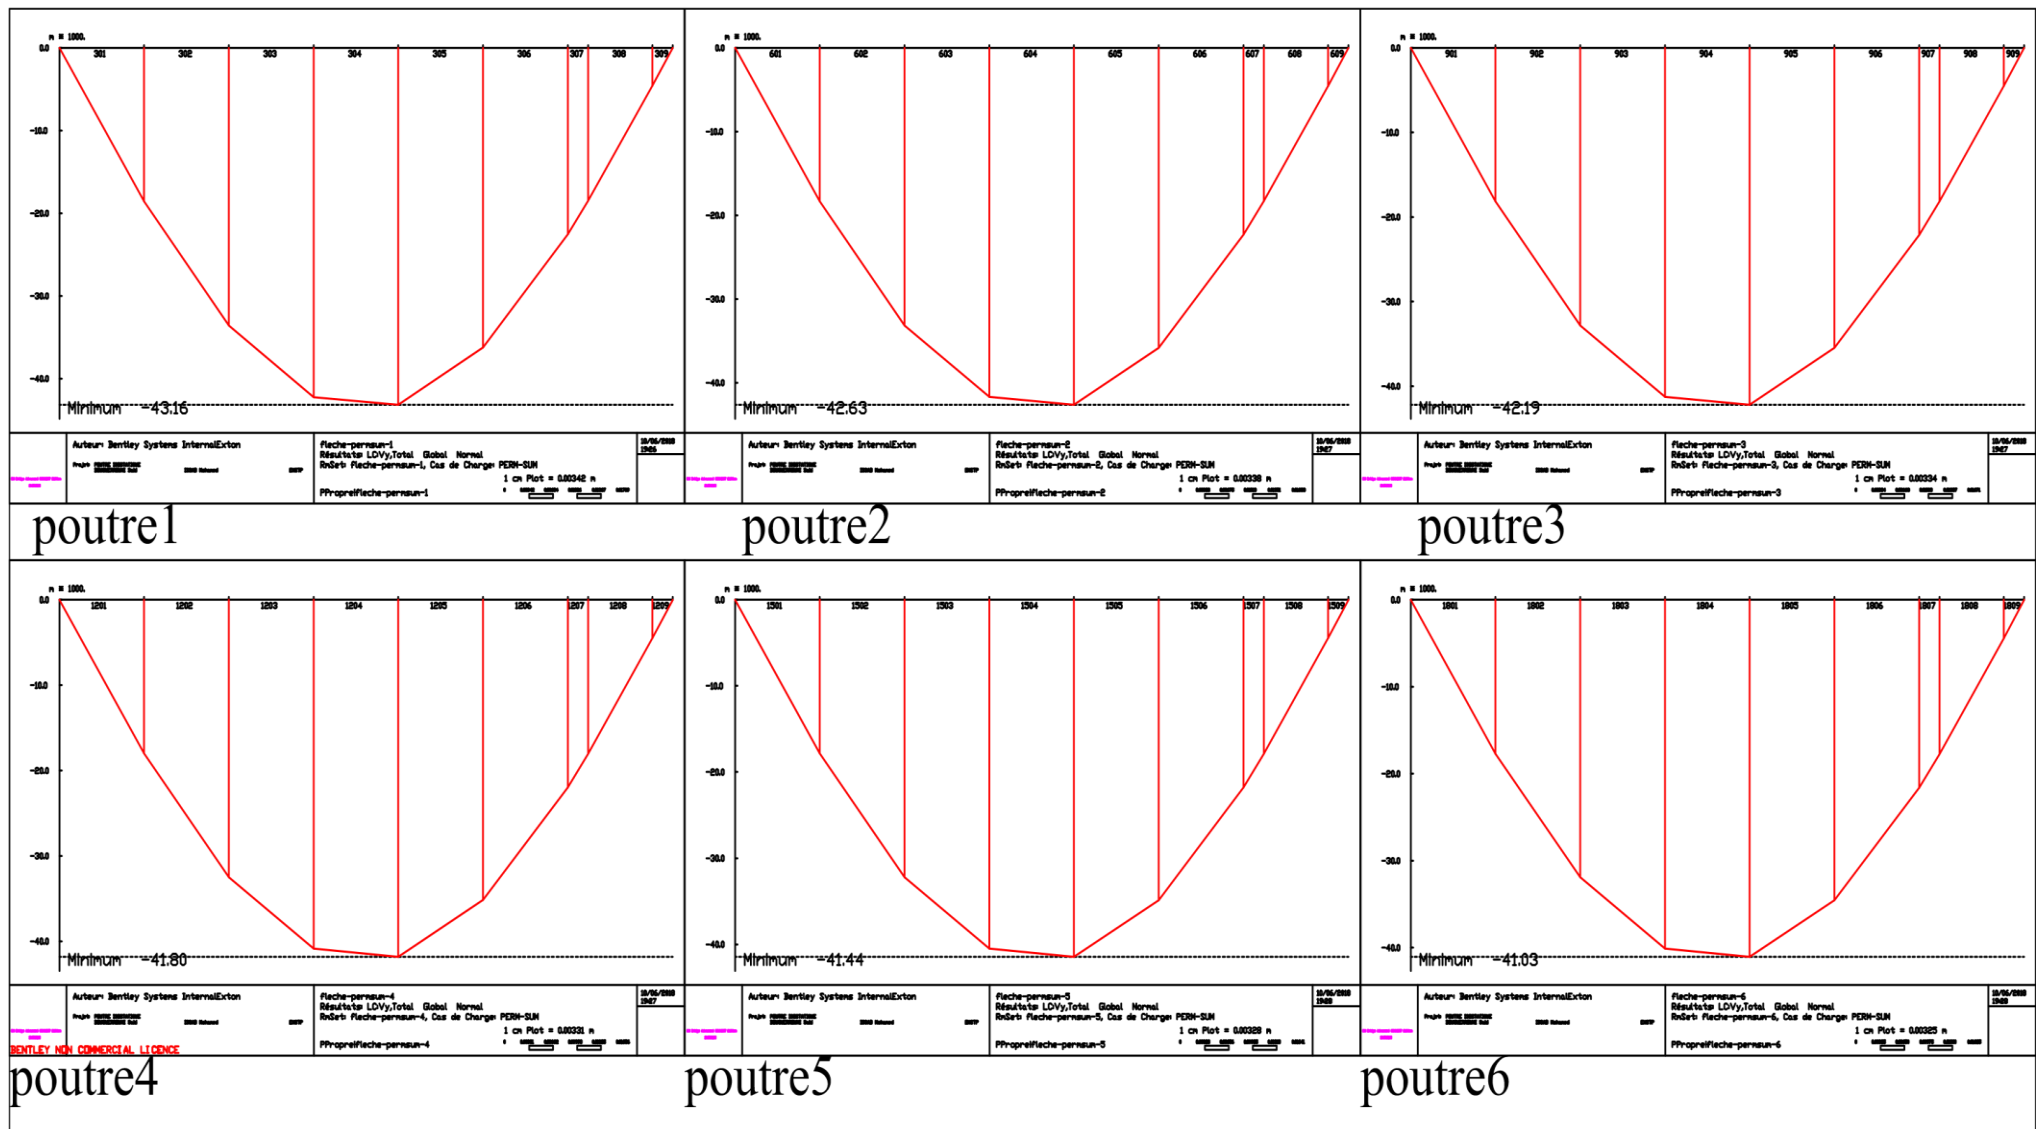 m * 1000.
301 302 303 304 305 306 307 308 309
0.0
-10.0
-20.0
-30.0
-40.0
Minimum -43.16
Auteur: Bentley Systems InternalExton
fleche-permsum-1
Résultats: LDVy,Total Global Normal
RmSet: fleche-permsum-1, Cas de Charge: PERM-SUM
1 cm Plot = 0.00342 m
PPropre\fleche-permsum-1
poutre1
m * 1000.
601 602 603 604 605 606 607 608 609
0.0
-10.0
-20.0
-30.0
-40.0
Minimum -42.63
Auteur: Bentley Systems InternalExton
fleche-permsum-2
Résultats: LDVy,Total Global Normal
RmSet: fleche-permsum-2, Cas de Charge: PERM-SUM
1 cm Plot = 0.00338 m
PPropre\fleche-permsum-2
poutre2
m * 1000.
901 902 903 904 905 906 907 908 909
0.0
-10.0
-20.0
-30.0
-40.0
Minimum -42.19
Auteur: Bentley Systems InternalExton
fleche-permsum-3
Résultats: LDVy,Total Global Normal
RmSet: fleche-permsum-3, Cas de Charge: PERM-SUM
1 cm Plot = 0.00334 m
PPropre\fleche-permsum-3
poutre3
m * 1000.
1201 1202 1203 1204 1205 1206 1207 1208 1209
0.0
-10.0
-20.0
-30.0
-40.0
Minimum -41.80
Auteur: Bentley Systems InternalExton
fleche-permsum-4
Résultats: LDVy,Total Global Normal
RmSet: fleche-permsum-4, Cas de Charge: PERM-SUM
1 cm Plot = 0.00331 m
PPropre\fleche-permsum-4
BENTLEY NON COMMERCIAL LICENCE
poutre4
m * 1000.
1501 1502 1503 1504 1505 1506 1507 1508 1509
0.0
-10.0
-20.0
-30.0
-40.0
Minimum -41.44
Auteur: Bentley Systems InternalExton
fleche-permsum-5
Résultats: LDVy,Total Global Normal
RmSet: fleche-permsum-5, Cas de Charge: PERM-SUM
1 cm Plot = 0.00328 m
PPropre\fleche-permsum-5
poutre5
m * 1000.
1801 1802 1803 1804 1805 1806 1807 1808 1809
0.0
-10.0
-20.0
-30.0
-40.0
Minimum -41.03
Auteur: Bentley Systems InternalExton
fleche-permsum-6
Résultats: LDVy,Total Global Normal
RmSet: fleche-permsum-6, Cas de Charge: PERM-SUM
1 cm Plot = 0.00325 m
PPropre\fleche-permsum-6
poutre6